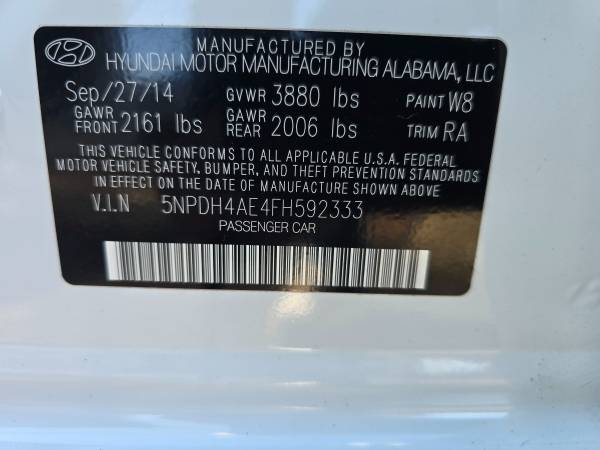 MANUFACTURED BY
HYUNDAI MOTOR MANUFACTURING ALABAMA, LLC
Sep/27/14 GVWR 3880 lbs PAINT W8
GAWR FRONT 2161 lbs GAWR REAR 2006 lbs TRIM RA
THIS VEHICLE CONFORMS TO ALL APPLICABLE U.S.A. FEDERAL
MOTOR VEHICLE SAFETY, BUMPER, AND THEFT PREVENTION STANDARDS
IN EFFECT ON THE DATE OF MANUFACTURE SHOWN ABOVE
V.I.N 5NPDH4AE4FH592333
PASSENGER CAR